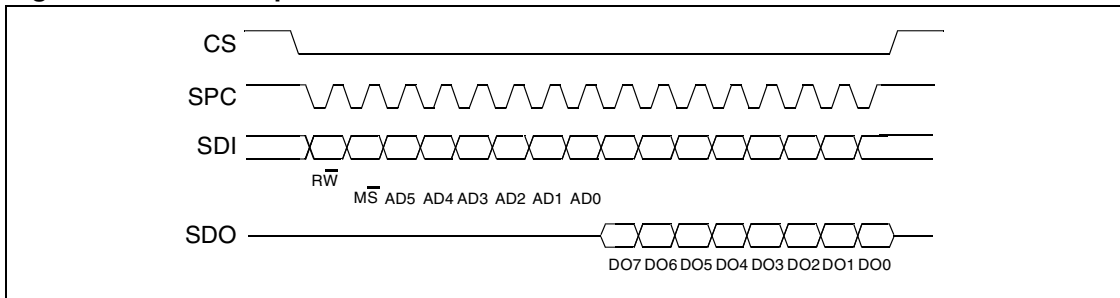 CS
SPC
SDI
RW
MS AD5 AD4 AD3 AD2 AD1 AD0
SDO
DO7 DO6 DO5 DO4 DO3 DO2 DO1 DO0